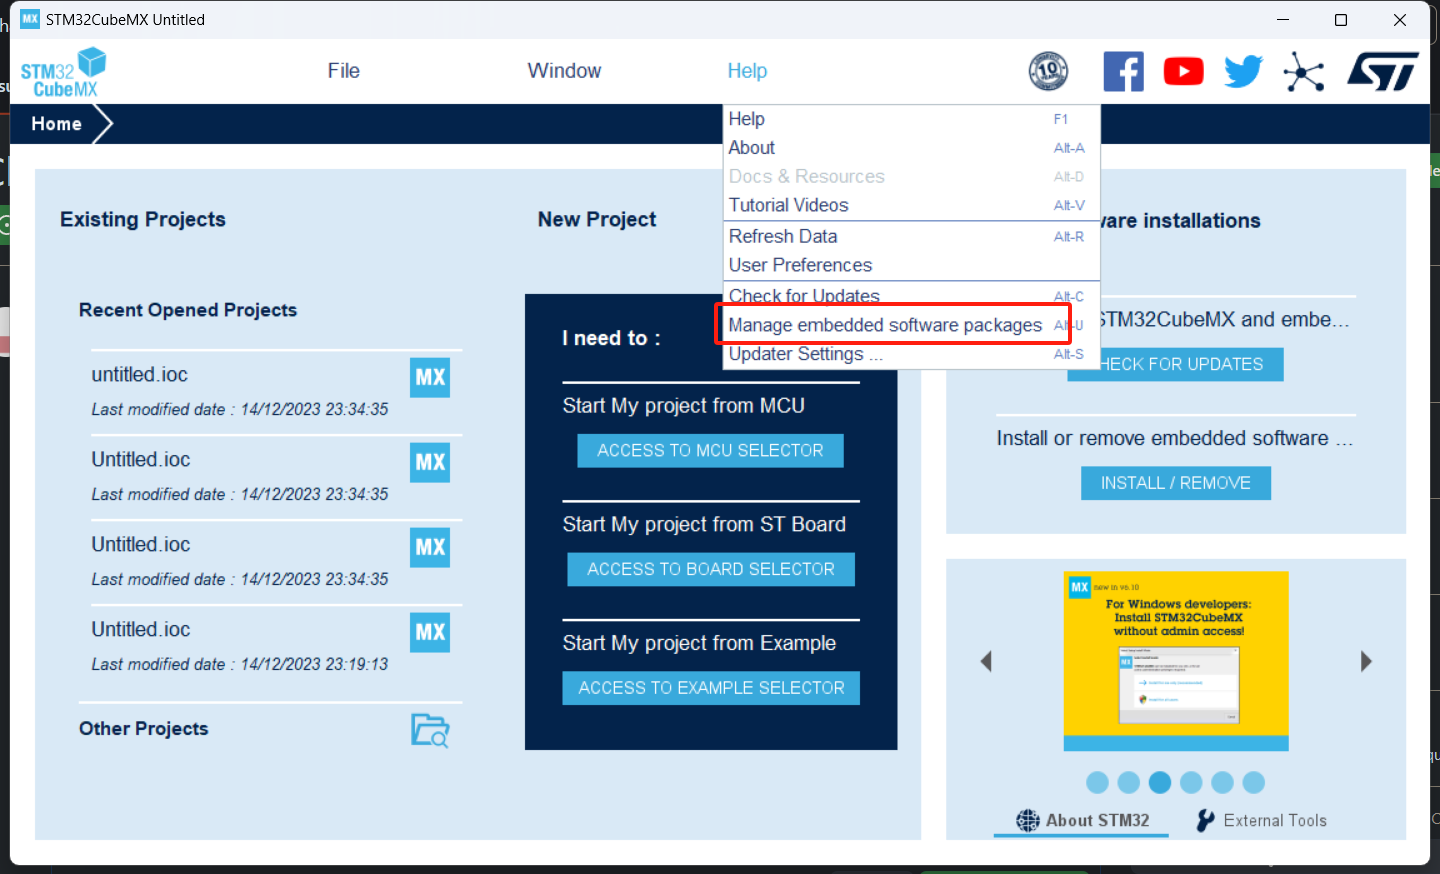 MX STM32CubeMX Untitled
STM32
CubeMX
File
Window
Help
10
Home
Help F1
About Alt-A
Docs & Resources Alt-D
Tutorial Videos Alt-V
Refresh Data Alt-R
User Preferences
Check for Updates Alt-C
Manage embedded software packages Alt-U
Updater Settings ... Alt-S
Existing Projects
Recent Opened Projects
untitled.ioc
MX
Last modified date : 14/12/2023 23:34:35
Untitled.ioc
MX
Last modified date : 14/12/2023 23:34:35
Untitled.ioc
MX
Last modified date : 14/12/2023 23:34:35
Untitled.ioc
MX
Last modified date : 14/12/2023 23:19:13
Other Projects
New Project
I need to :
Start My project from MCU
ACCESS TO MCU SELECTOR
Start My project from ST Board
ACCESS TO BOARD SELECTOR
Start My project from Example
ACCESS TO EXAMPLE SELECTOR
ware installations
STM32CubeMX and embe...
HECK FOR UPDATES
Install or remove embedded software ...
INSTALL / REMOVE
MX new in v6.10
For Windows developers:
Install STM32CubeMX
without admin access!
About STM32
External Tools